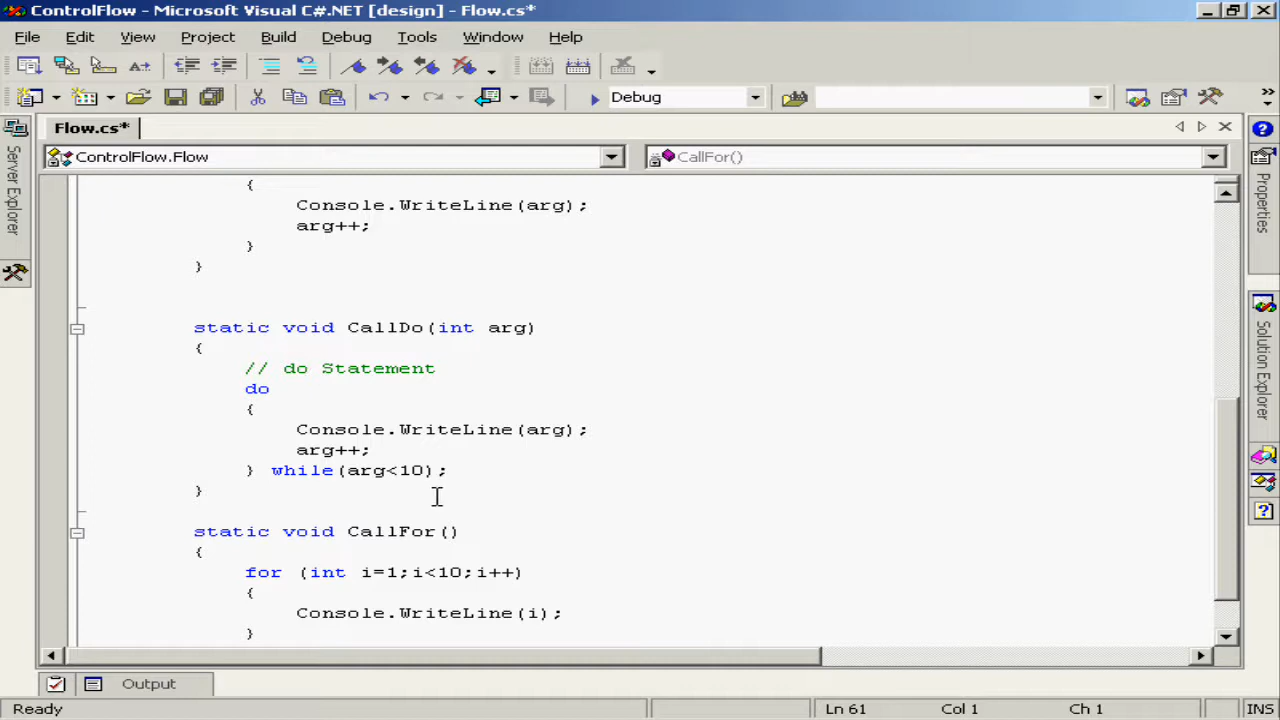 ControlFlow - Microsoft Visual C#.NET [design] - Flow.cs*
File Edit View Project Build Debug Tools Window Help
Debug
Flow.cs*
ControlFlow.Flow CallFor()
Server Explorer
Properties
Solution Explorer
{
Console.WriteLine(arg);
arg++;
}
}
static void CallDo(int arg)
{
// do Statement
do
{
Console.WriteLine(arg);
arg++;
} while(arg<10);
}
static void CallFor()
{
for (int i=1;i<10;i++)
{
Console.WriteLine(i);
}
Output
Ready Ln 61 Col 1 Ch 1 INS